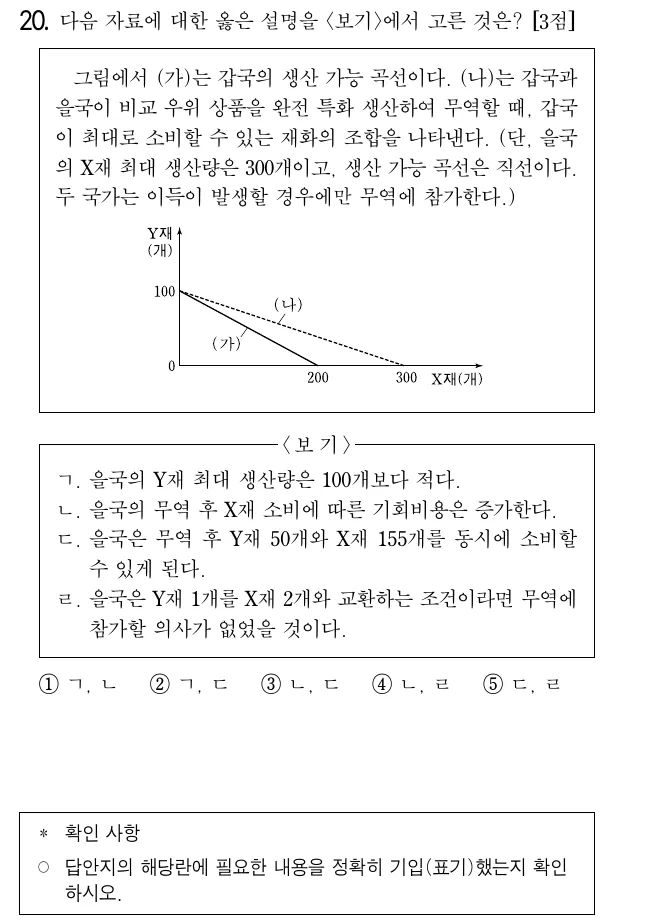 20. 다음 자료에 대한 옳은 설명을 〈보기〉에서 고른 것은? [3점]
그림에서 (가)는 갑국의 생산 가능 곡선이다. (나)는 갑국과
을국이 비교 우위 상품을 완전 특화 생산하여 무역할 때, 갑국
이 최대로 소비할 수 있는 재화의 조합을 나타낸다. (단, 을국
의 X재 최대 생산량은 300개이고, 생산 가능 곡선은 직선이다.
두 국가는 이득이 발생할 경우에만 무역에 참가한다.)
Y재
(개)
100
(나)
(가)
0
200
300
X재(개)
〈보 기〉
ㄱ. 을국의 Y재 최대 생산량은 100개보다 적다.
ㄴ. 을국의 무역 후 X재 소비에 따른 기회비용은 증가한다.
ㄷ. 을국은 무역 후 Y재 50개와 X재 155개를 동시에 소비할
수 있게 된다.
ㄹ. 을국은 Y재 1개를 X재 2개와 교환하는 조건이라면 무역에
참가할 의사가 없었을 것이다.
① ㄱ, ㄴ ② ㄱ, ㄷ ③ ㄴ, ㄷ ④ ㄴ, ㄹ ⑤ ㄷ, ㄹ
* 확인 사항
○ 답안지의 해당란에 필요한 내용을 정확히 기입(표기)했는지 확인
하시오.